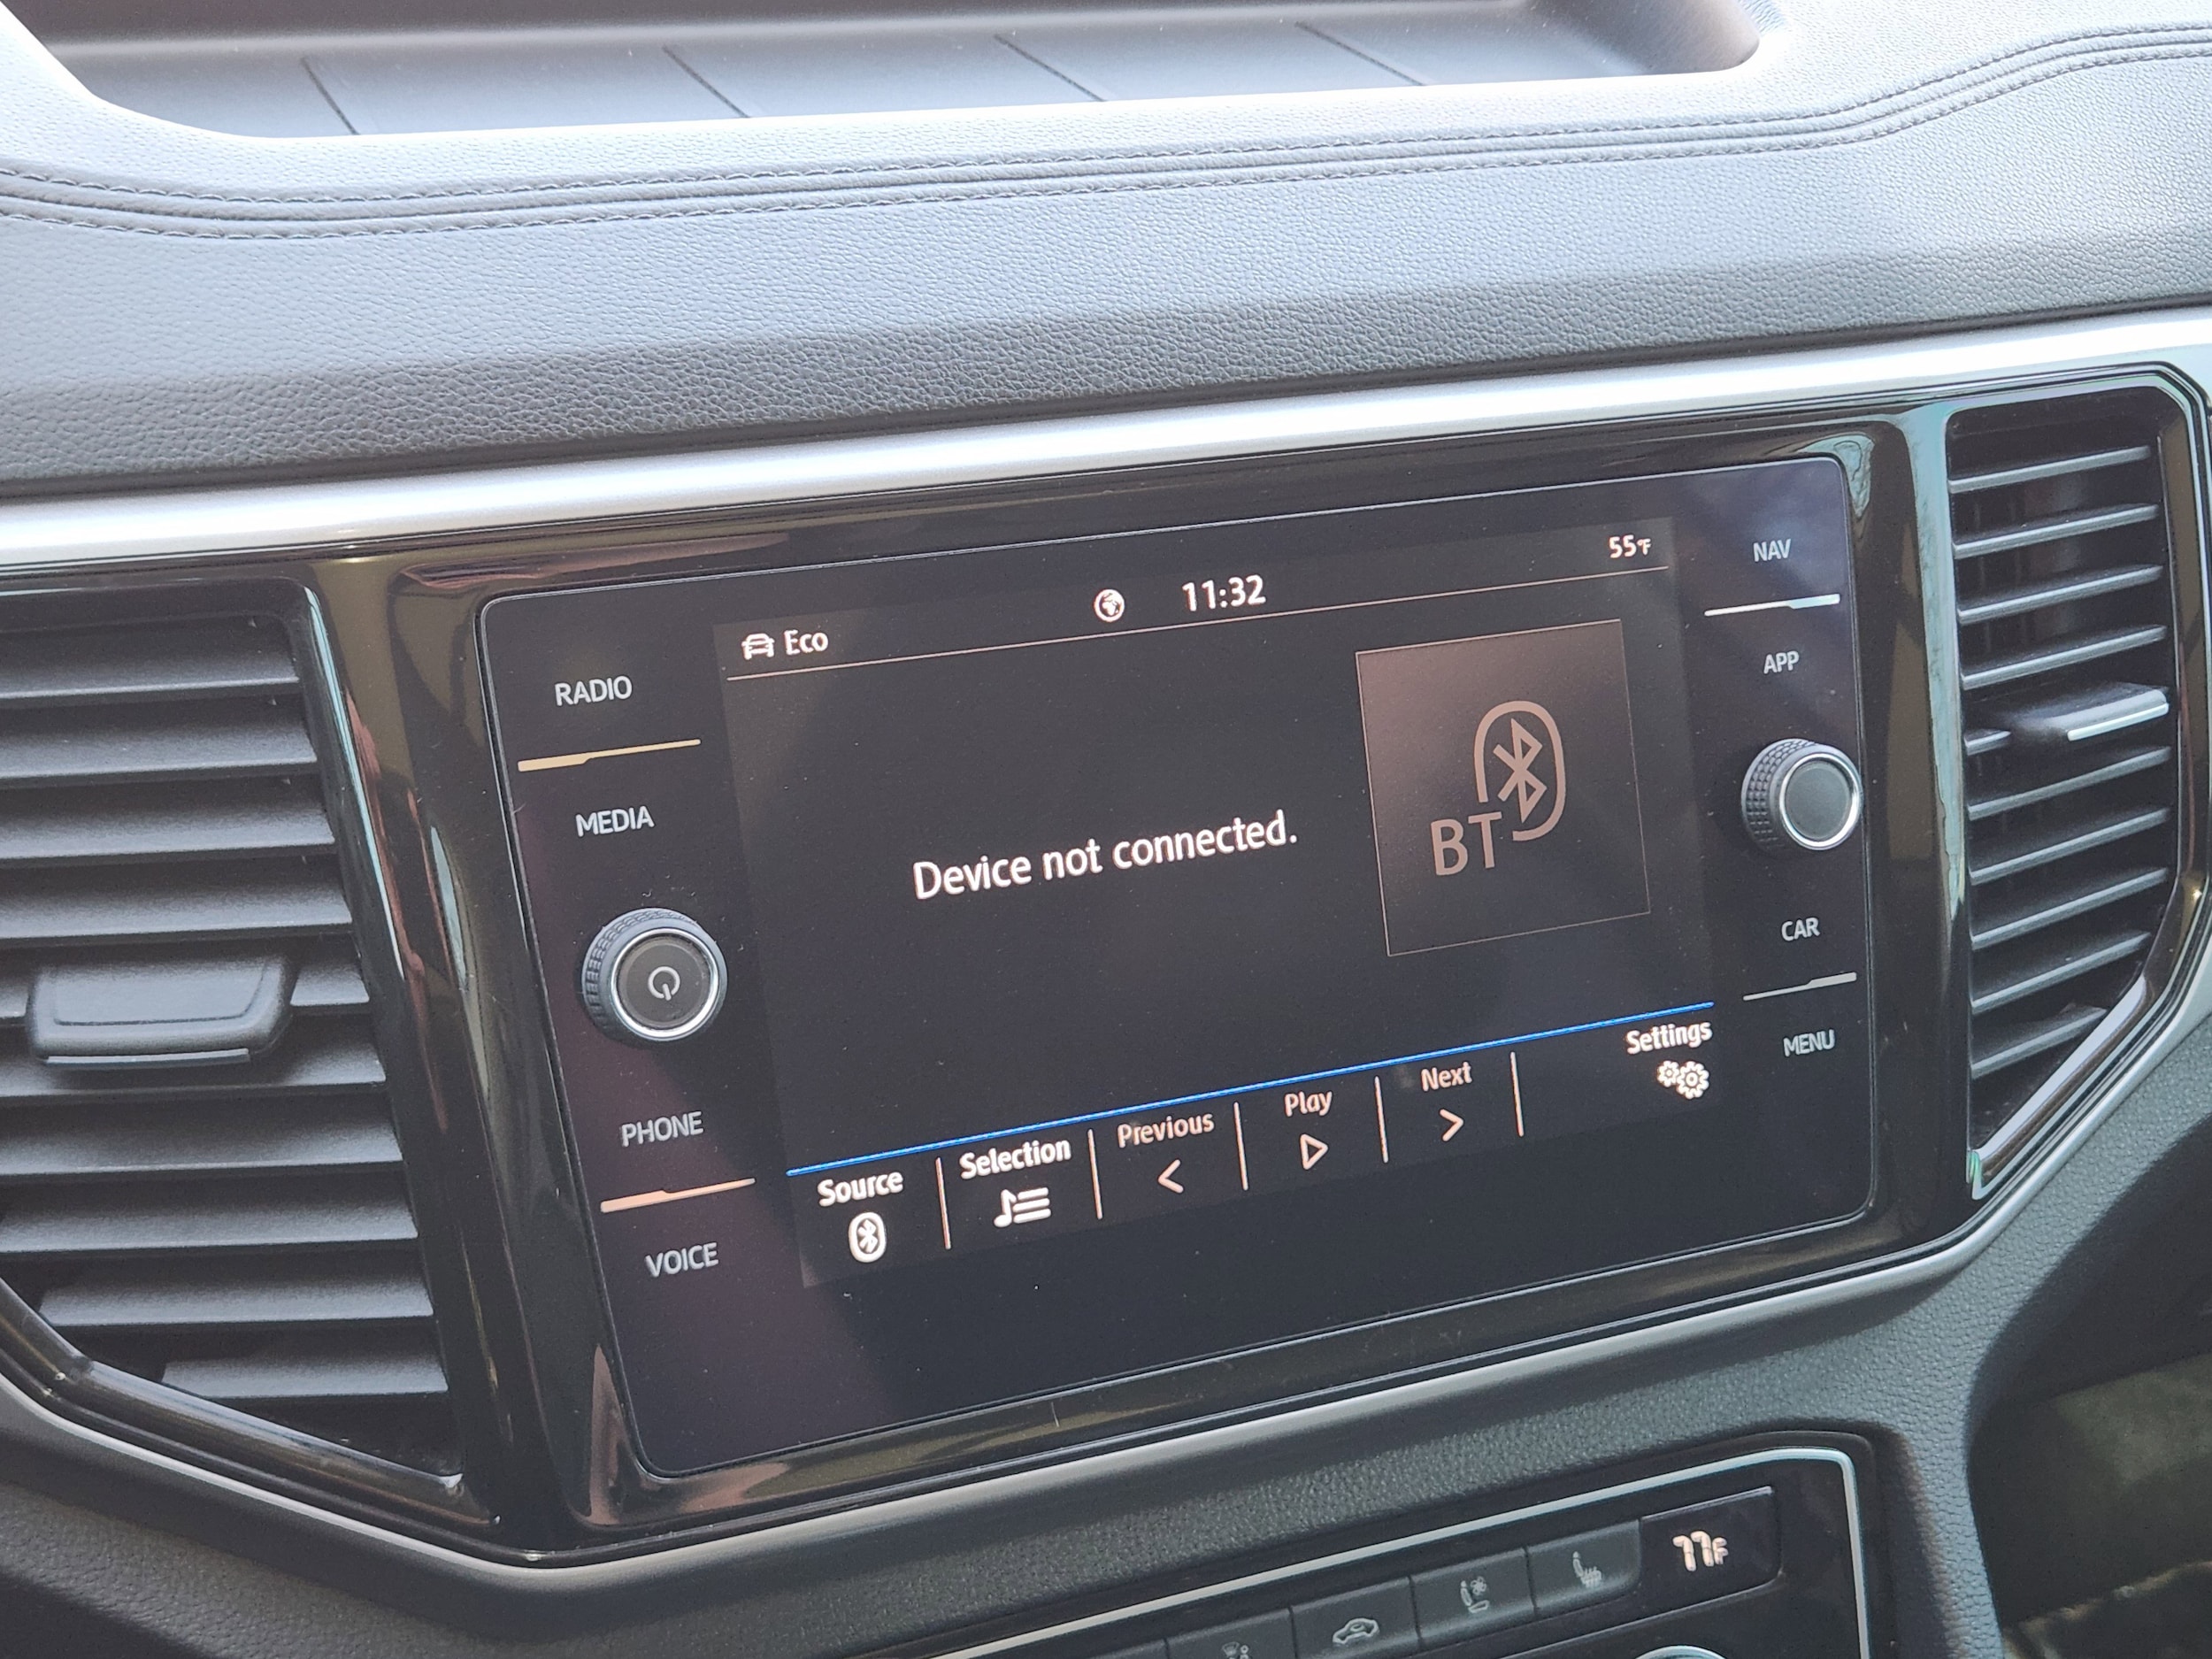 55°F
11:32
Eco
NAV
RADIO
APP
MEDIA
Device not connected.
BT
CAR
PHONE
MENU
VOICE
Source
Selection
Previous
Play
Next
Settings
77F